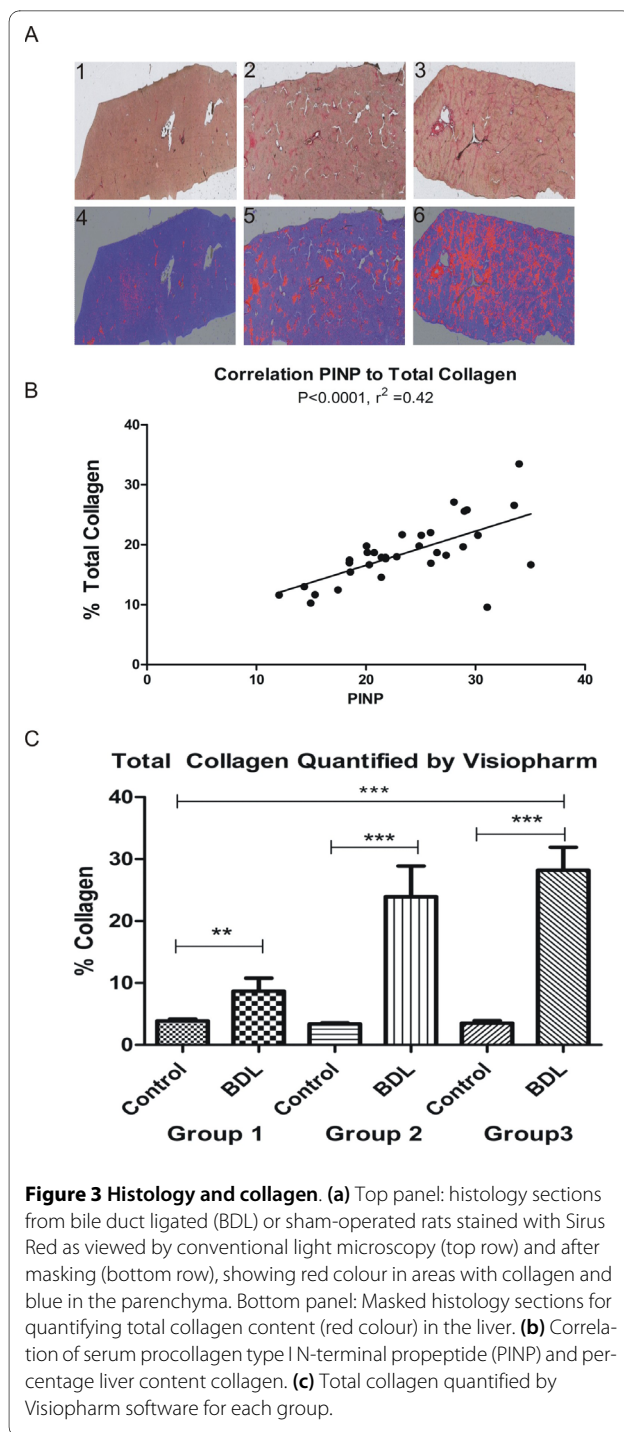 A
1 2 3
4 5 6
Correlation PINP to Total Collagen
P<0.0001, r² =0.42
B
% Total Collagen
40
30
20
10
0
0 10 20 30 40
PINP
C
Total Collagen Quantified by Visiopharm
% Collagen
40
30
20
10
0
***
** *** ***
Control BDL Control BDL Control BDL
Group 1 Group 2 Group3
Figure 3 Histology and collagen. (a) Top panel: histology sections
from bile duct ligated (BDL) or sham-operated rats stained with Sirus
Red as viewed by conventional light microscopy (top row) and after
masking (bottom row), showing red colour in areas with collagen and
blue in the parenchyma. Bottom panel: Masked histology sections for
quantifying total collagen content (red colour) in the liver. (b) Correla-
tion of serum procollagen type I N-terminal propeptide (PINP) and per-
centage liver content collagen. (c) Total collagen quantified by
Visiopharm software for each group.